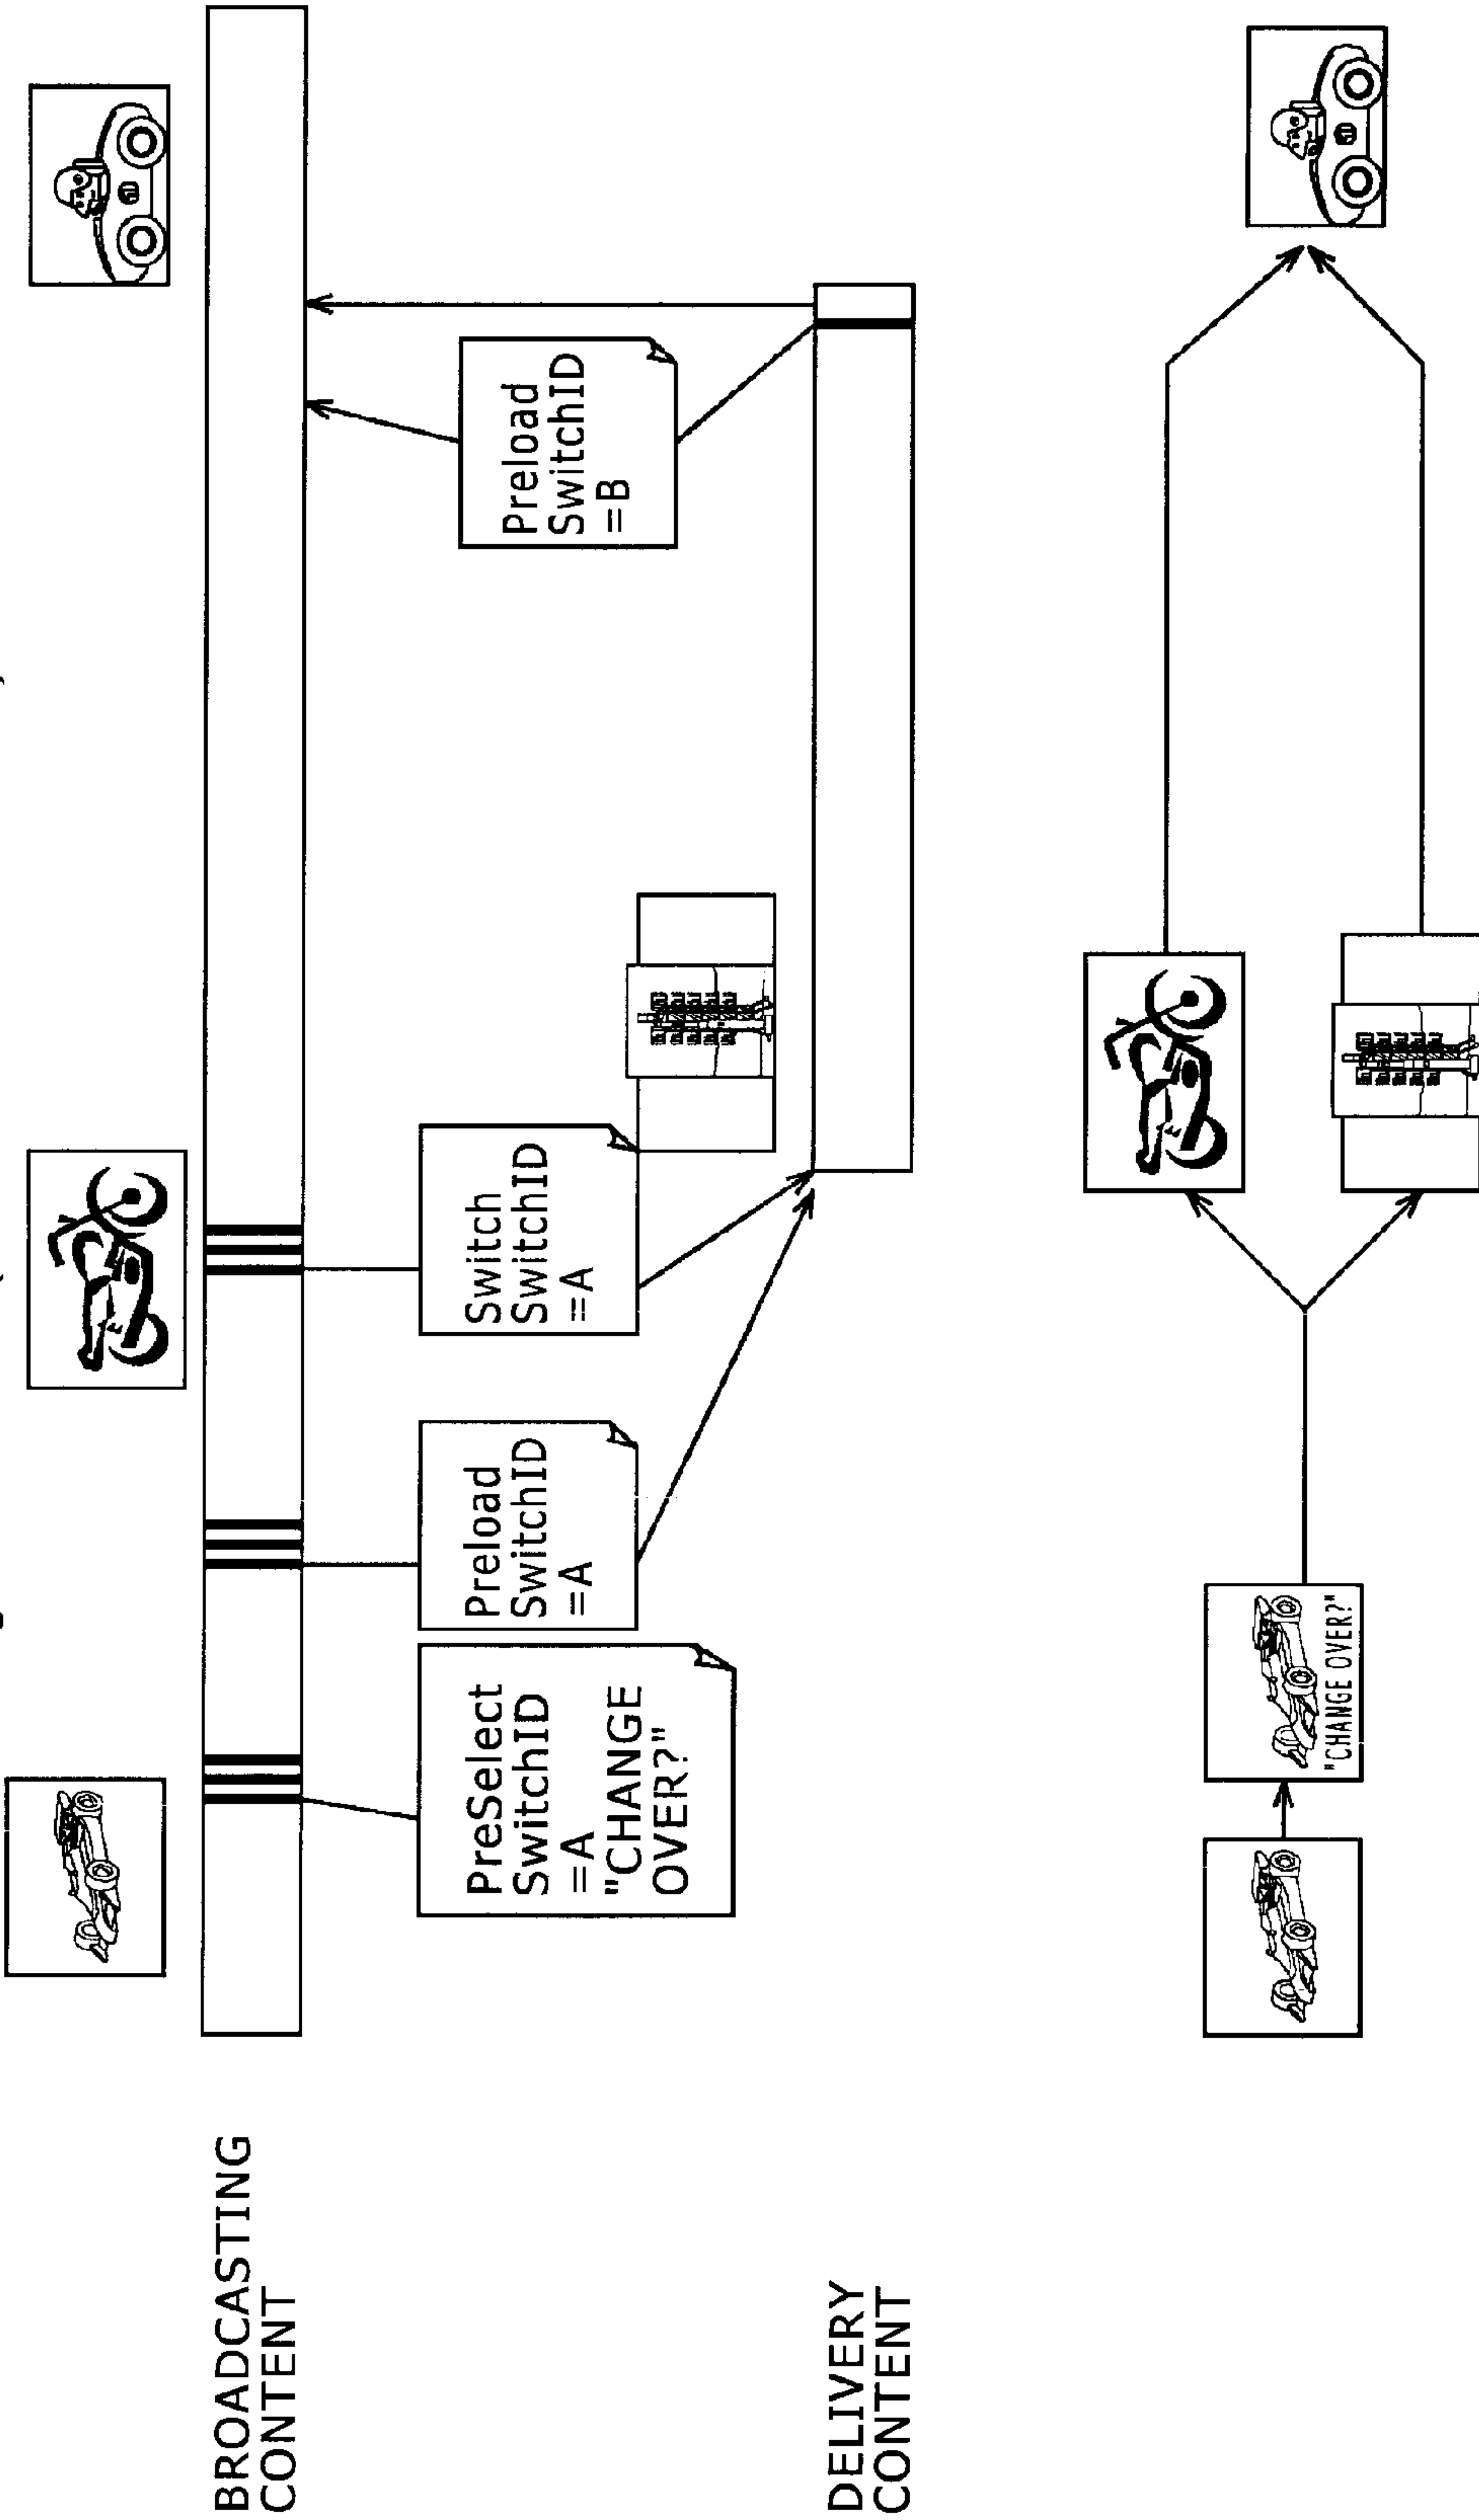 BROADCASTING
CONTENT
PreSelect
SwitchID
=A
"CHANGE
OVER?"
Preload
SwitchID
=A
Switch
SwitchID
=A
Preload
SwitchID
=B
DELIVERY
CONTENT
"CHANGE OVER?"